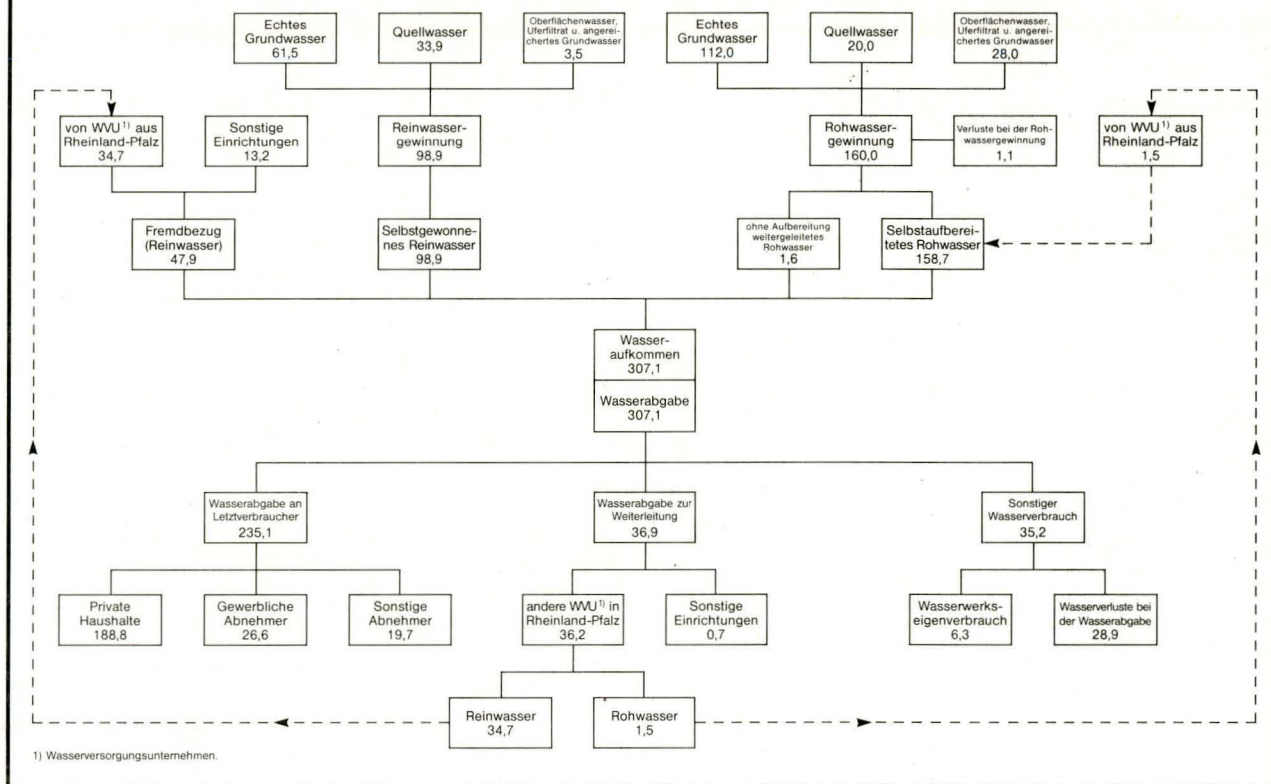 Echtes
Grundwasser
61,5
Quellwasser
33,9
Oberflächenwasser,
Uferfiltrat u. angerei-
chertes Grundwasser
3,5
Echtes
Grundwasser
112,0
Quellwasser
20,0
Oberflächenwasser,
Uferfiltrat u. angerei-
chertes Grundwasser
28,0
von WVU 1) aus
Rheinland-Pfalz
34,7
Sonstige
Einrichtungen
13,2
Reinwasser-
gewinnung
98,9
Rohwasser-
gewinnung
160,0
Verluste bei der Roh-
wassergewinnung
1,1
von WVU 1) aus
Rheinland-Pfalz
1,5
Fremdbezug
(Reinwasser)
47,9
Selbstgewonne-
nes Reinwasser
98,9
ohne Aufbereitung
weitergeleitetes
Rohwasser
1,6
Selbstaufberei-
tetes Rohwasser
158,7
Wasser-
aufkommen
307,1
Wasserabgabe
307,1
Wasserabgabe an
Letztverbraucher
235,1
Wasserabgabe zur
Weiterleitung
36,9
Sonstiger
Wasserverbrauch
35,2
Private
Haushalte
188,8
Gewerbliche
Abnehmer
26,6
Sonstige
Abnehmer
19,7
andere WVU 1) in
Rheinland-Pfalz
36,2
Sonstige
Einrichtungen
0,7
Wasserwerks-
eigenverbrauch
6,3
Wasserverluste bei
der Wasserabgabe
28,9
Reinwasser
34,7
Rohwasser
1,5
1) Wasserversorgungsunternehmen.